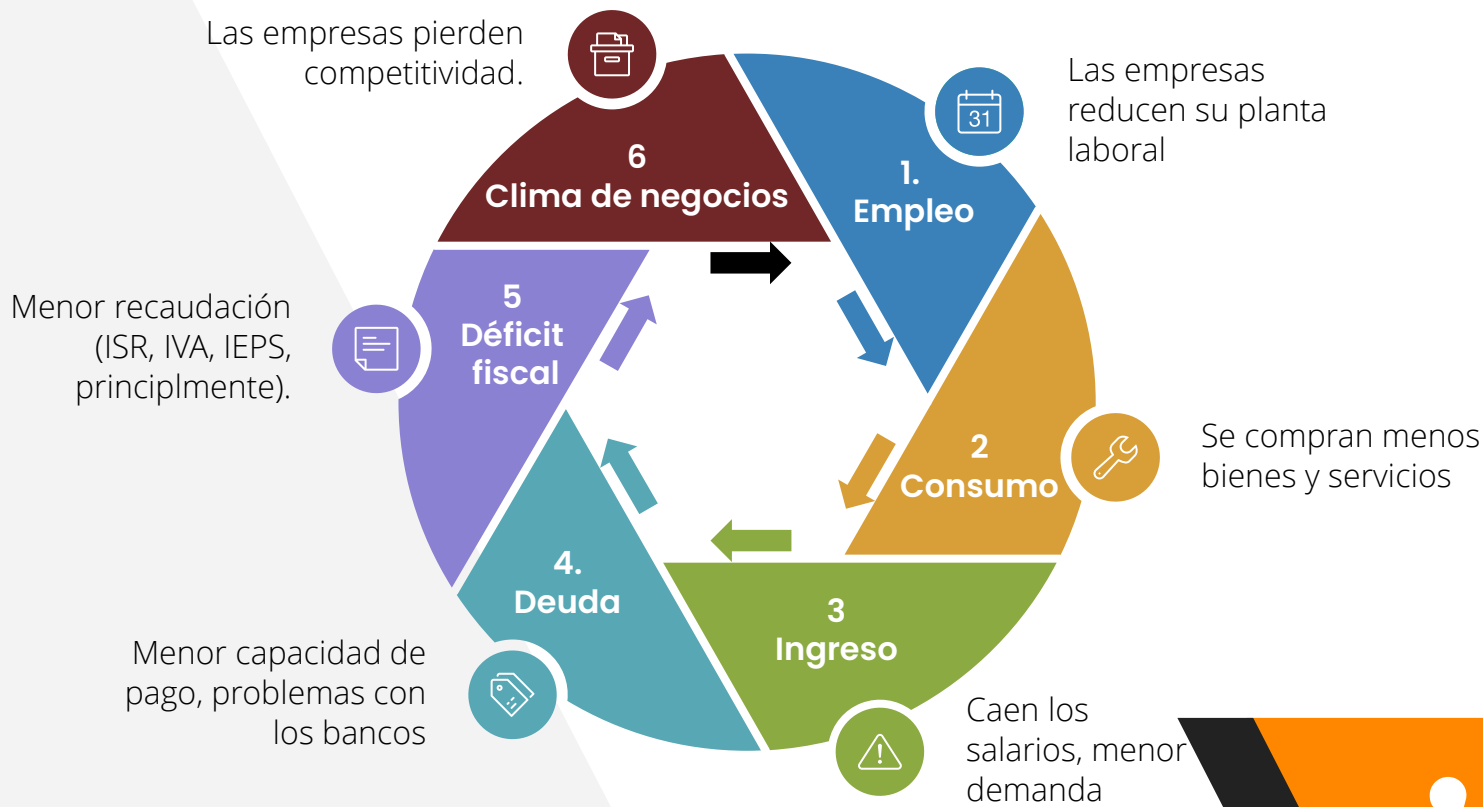 Las empresas pierden
competitividad.
6
Clima de negocios
1.
Empleo
31
Las empresas
reducen su planta
laboral
2
Consumo
Se compran menos
bienes y servicios
3
Ingreso
Caen los
salarios, menor
demanda
4.
Deuda
Menor capacidad de
pago, problemas con
los bancos
5
Déficit
fiscal
Menor recaudación
(ISR, IVA, IEPS,
principlmente).